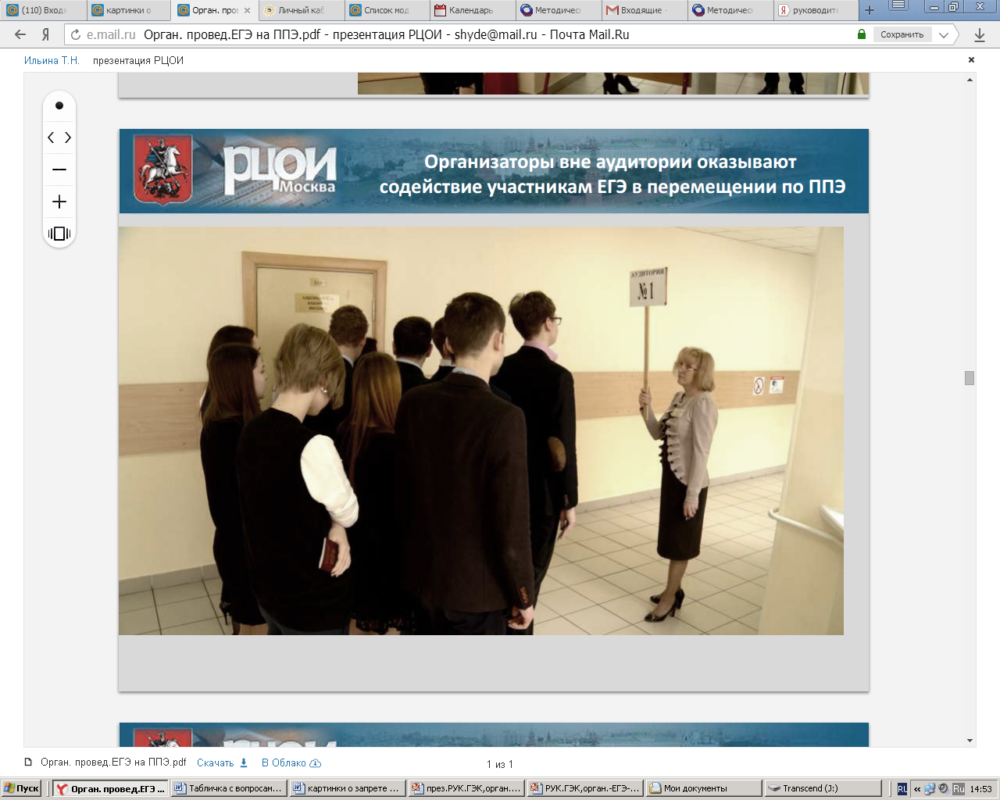 (110) Входя
картинки о
Орган. про
Личный каб
Список мод
Календарь
Методичес
Входящие -
Методичес
руководите
e.mail.ru Орган. провед.ЕГЭ на ППЭ.pdf - презентация РЦОИ - shyde@mail.ru - Почта Mail.Ru
Сохранить
Ильина Т.Н. презентация РЦОИ
РЦОИ
Москва
Организаторы вне аудитории оказывают
содействие участникам ЕГЭ в перемещении по ППЭ
АУДИТОРИЯ
№1
Орган. провед.ЕГЭ на ППЭ.pdf Скачать В Облако
1 из 1
Пуск
Орган. провед.ЕГЭ ...
Табличка с вопросам...
картинки о запрете ...
през.РУК.ГЭК,орган....
РУК.ГЭК,орган.-ЕГЭ-...
Мои документы
Transcend (J:)
RU
«
Ru
14:53